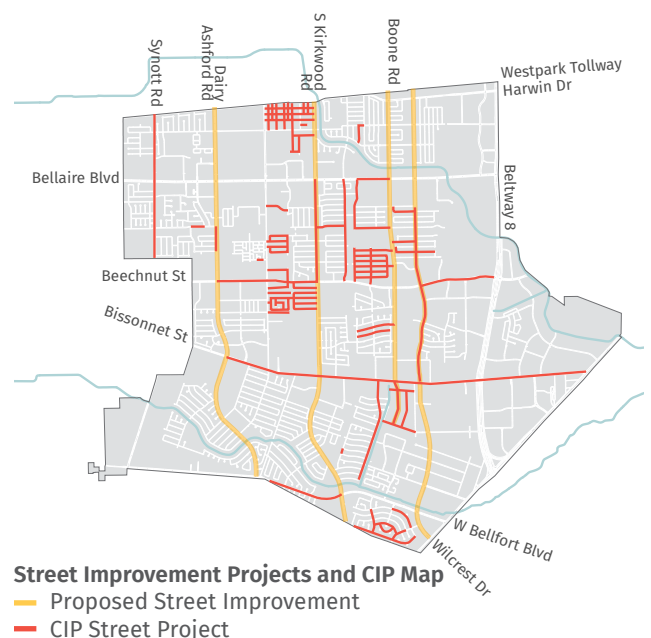 Synott Rd
Dairy
Ashford Rd
S Kirkwood
Rd
Boone Rd
Westpark Tollway
Harwin Dr
Bellaire Blvd
Beltway 8
Beechnut St
Bissonnet St
W Bellfort Blvd
Wilcrest Dr
Street Improvement Projects and CIP Map
Proposed Street Improvement
CIP Street Project